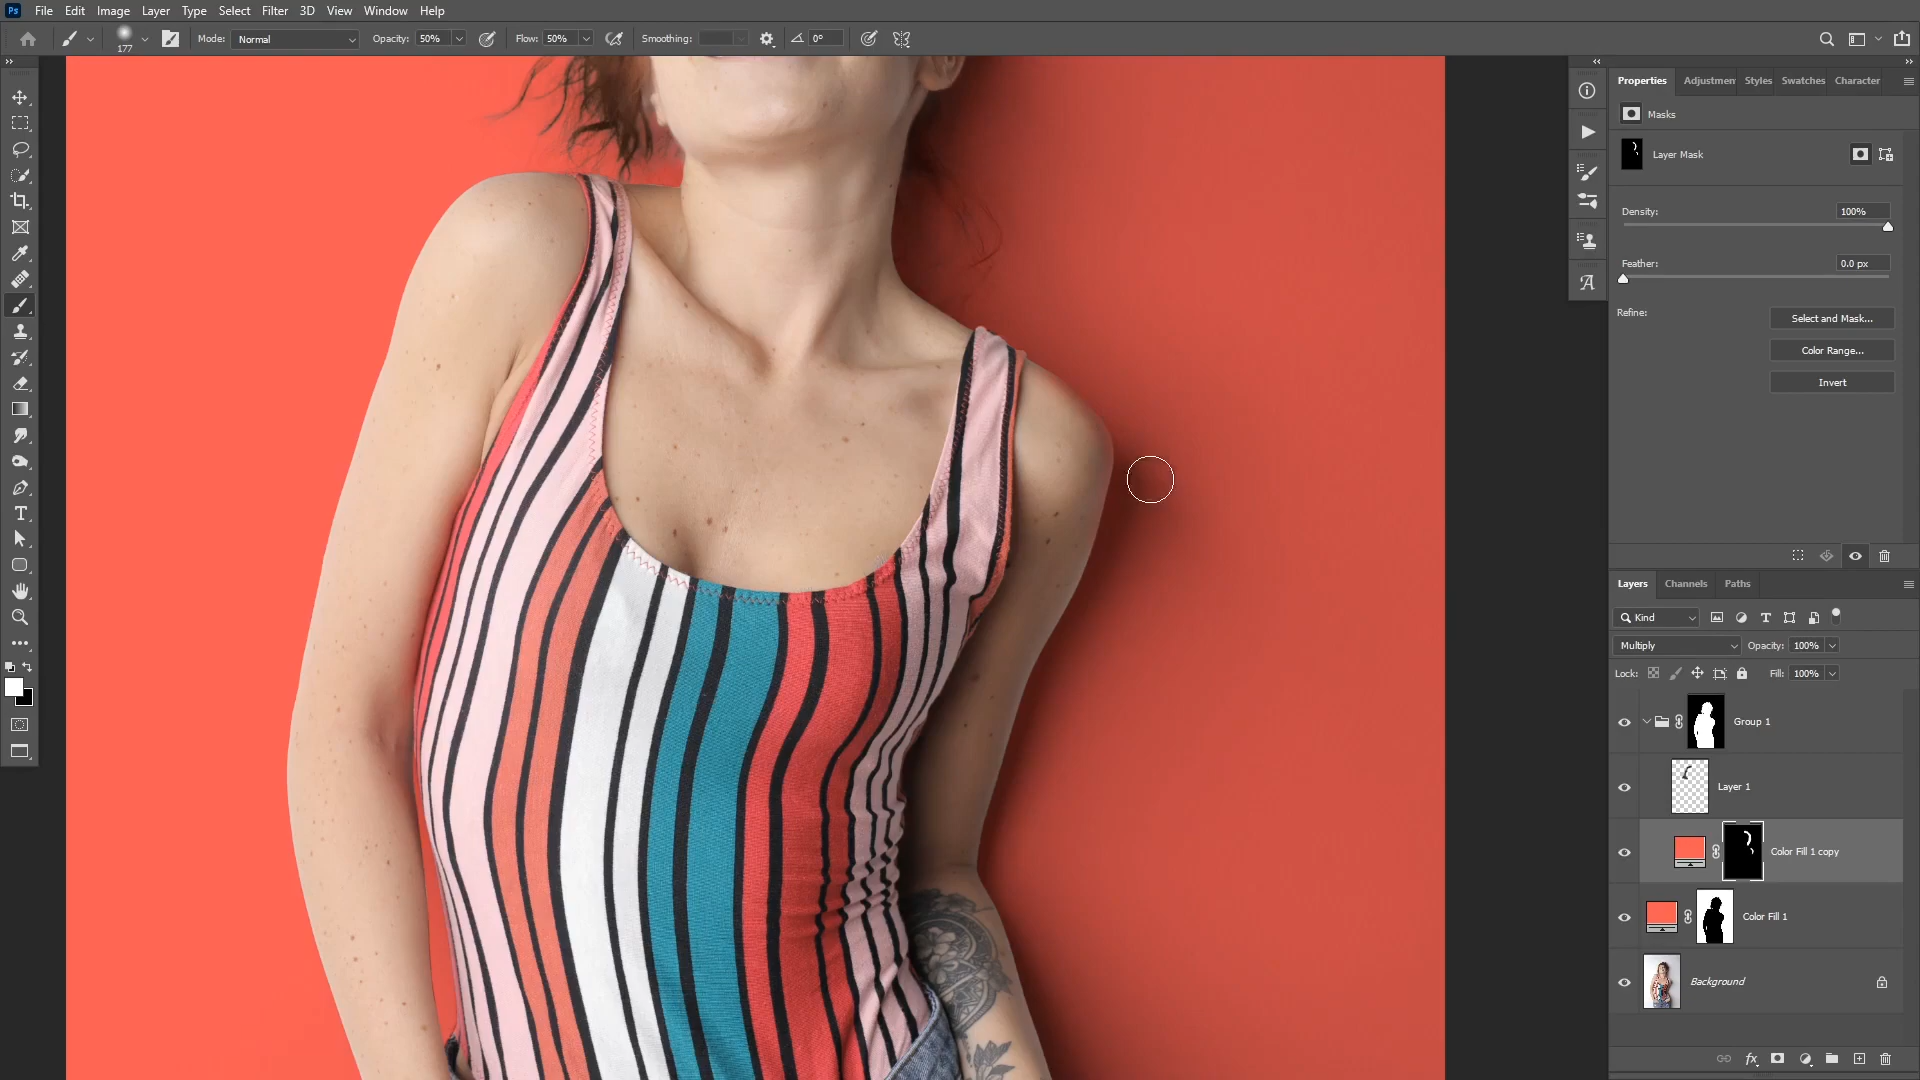 Ps File Edit Image Layer Type Select Filter 3D View Window Help
177 Mode: Normal Opacity: 50% Flow: 50% Smoothing: 0°
Properties Adjustmen Styles Swatches Character
Masks
Layer Mask
Density: 100%
Feather: 0.0 px
Refine: Select and Mask...
Color Range...
Invert
Layers Channels Paths
Kind
Multiply Opacity: 100%
Lock: Fill: 100%
Group 1
Layer 1
Color Fill 1 copy
Color Fill 1
Background